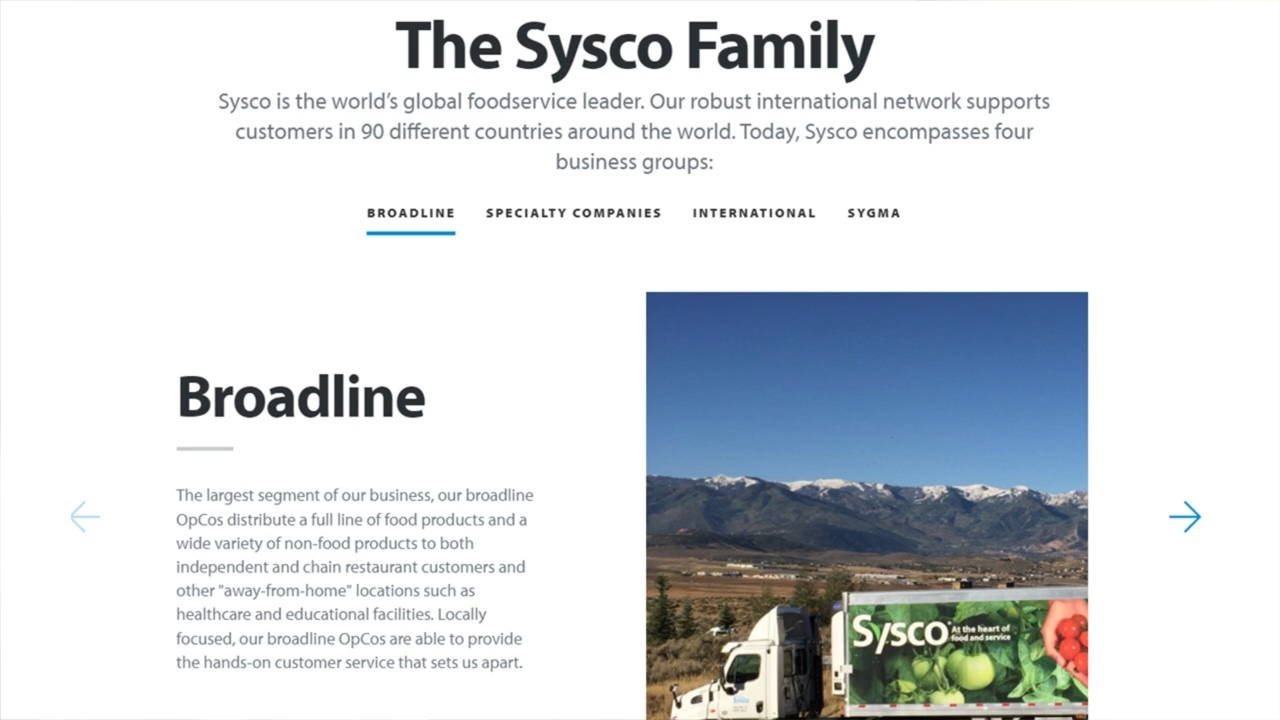 The Sysco Family
Sysco is the world’s global foodservice leader. Our robust international network supports
customers in 90 different countries around the world. Today, Sysco encompasses four
business groups:
BROADLINE SPECIALTY COMPANIES INTERNATIONAL SYGMA
Broadline
The largest segment of our business, our broadline
OpCos distribute a full line of food products and a
wide variety of non-food products to both
independent and chain restaurant customers and
other "away-from-home" locations such as
healthcare and educational facilities. Locally
focused, our broadline OpCos are able to provide
the hands-on customer service that sets us apart.
Sysco
At the heart of
food and service